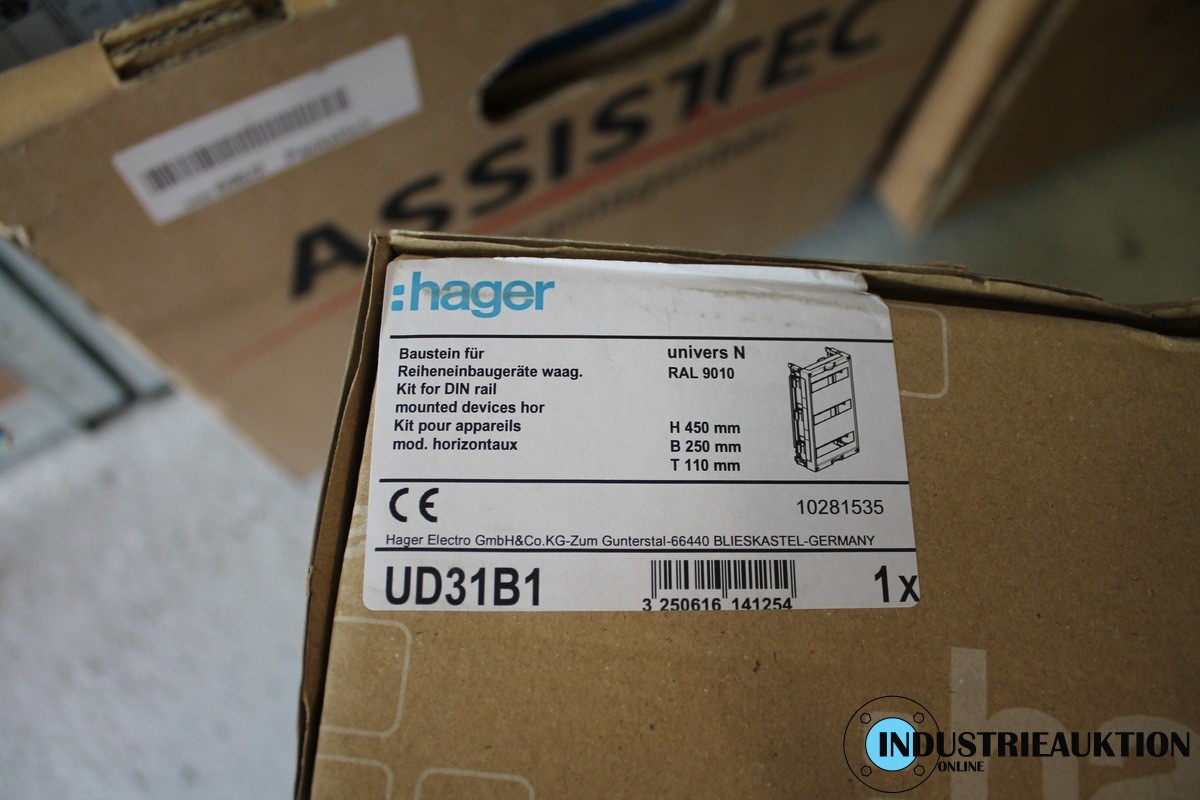 ASSISTTEC
:hager
Baustein für
Reiheneinbaugeräte waag.
Kit for DIN rail
mounted devices hor
Kit pour appareils
mod. horizontaux
univers N
RAL 9010
H 450 mm
B 250 mm
T 110 mm
CE
10281535
Hager Electro GmbH&Co.KG-Zum Gunterstal-66440 BLIESKASTEL-GERMANY
UD31B1
3 250616 141254
1x
ha
INDUSTRIEAUKTION
ONLINE